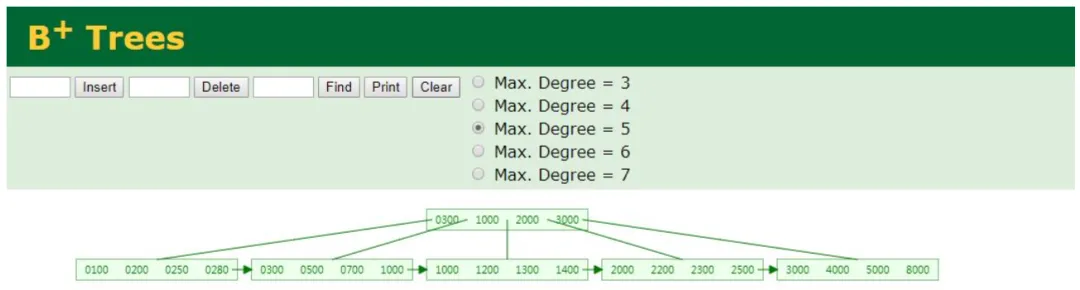 B+ Trees
Insert Delete Find Print Clear
Max. Degree = 3
Max. Degree = 4
Max. Degree = 5
Max. Degree = 6
Max. Degree = 7
0300 1000 2000 3000
0100 0200 0250 0280 0300 0500 0700 1000 1000 1200 1300 1400 2000 2200 2300 2500 3000 4000 5000 8000